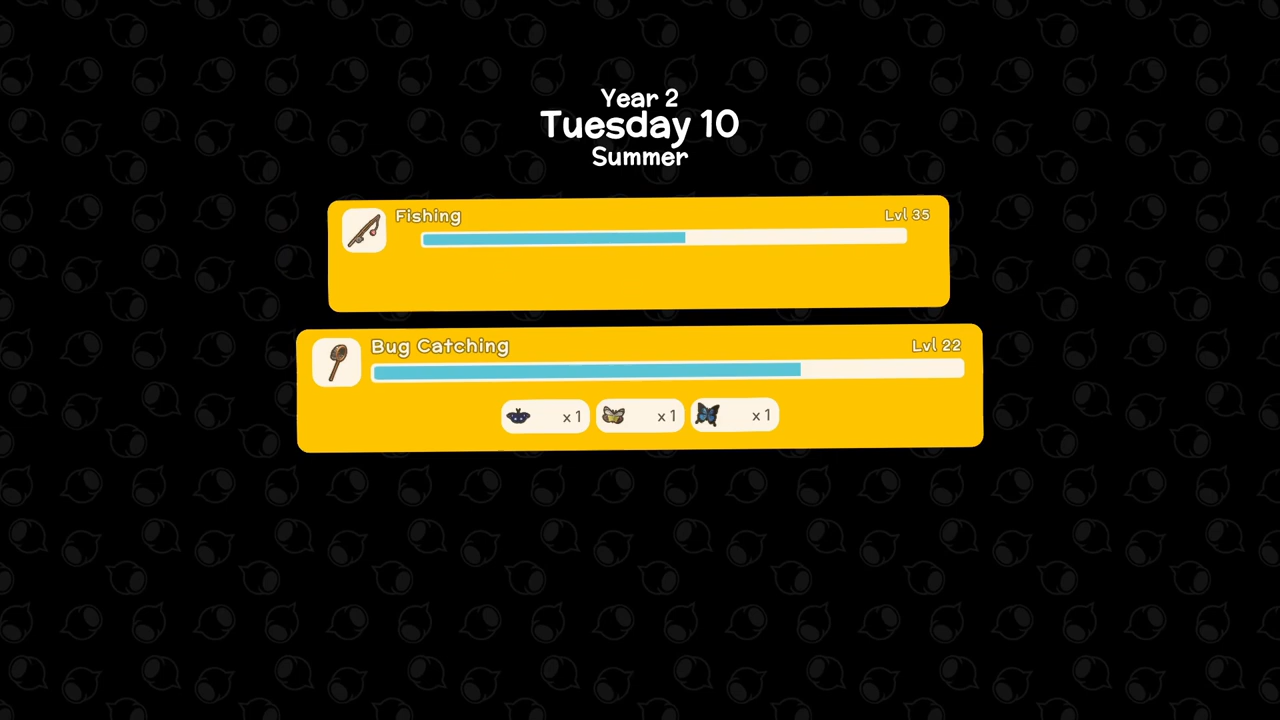 Year 2
Tuesday 10
Summer
Fishing Lvl 35
Bug Catching Lvl 22
x 1 x 1 x 1